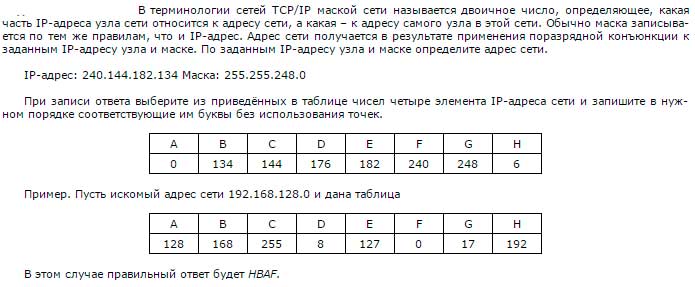 В терминологии сетей TCP/IP маской сети называется двоичное число, определяющее, какая
часть IP-адреса узла сети относится к адресу сети, а какая – к адресу самого узла в этой сети. Обычно маска записыва-
ется по тем же правилам, что и IP-адрес. Адрес сети получается в результате применения поразрядной конъюнкции к
заданным IP-адресу узла и маске. По заданным IP-адресу узла и маске определите адрес сети.
IP-адрес: 240.144.182.134 Маска: 255.255.248.0
При записи ответа выберите из приведённых в таблице чисел четыре элемента IP-адреса сети и запишите в нуж-
ном порядке соответствующие им буквы без использования точек.
A B C D E F G H
0 134 144 176 182 240 248 6
Пример. Пусть искомый адрес сети 192.168.128.0 и дана таблица
A B C D E F G H
128 168 255 8 127 0 17 192
В этом случае правильный ответ будет HBAF.